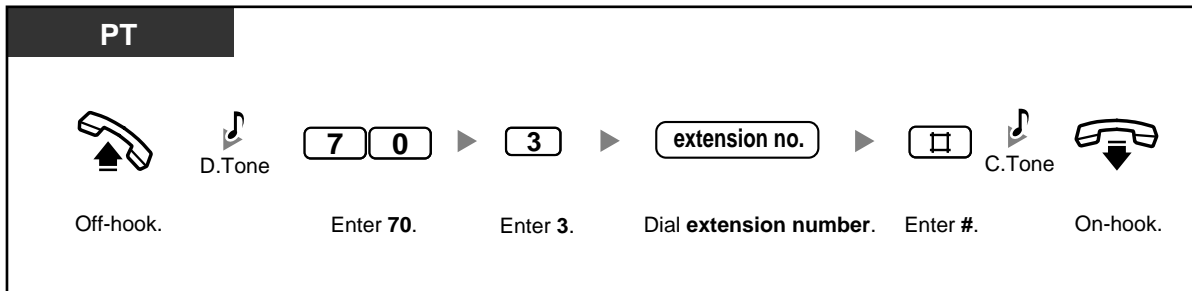 PT
7 0 3 extension no. #
D.Tone C.Tone
Off-hook. Enter 70. Enter 3. Dial extension number. Enter #. On-hook.